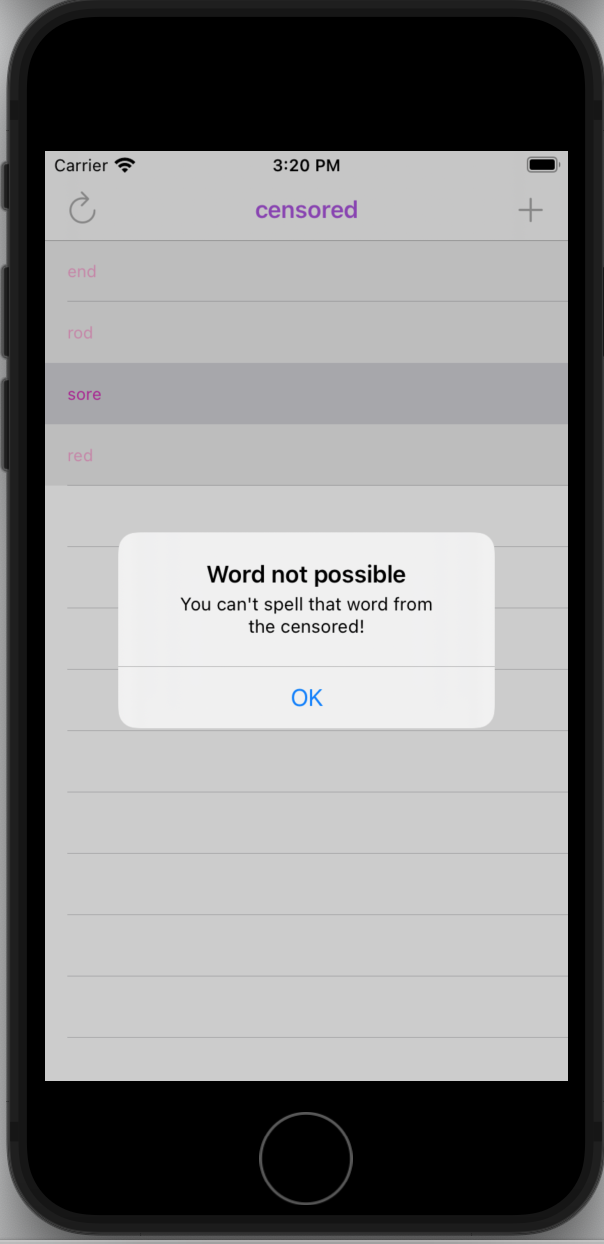 Carrier 3:20 PM
censored
end
rod
sore
red
Word not possible
You can't spell that word from
the censored!
OK